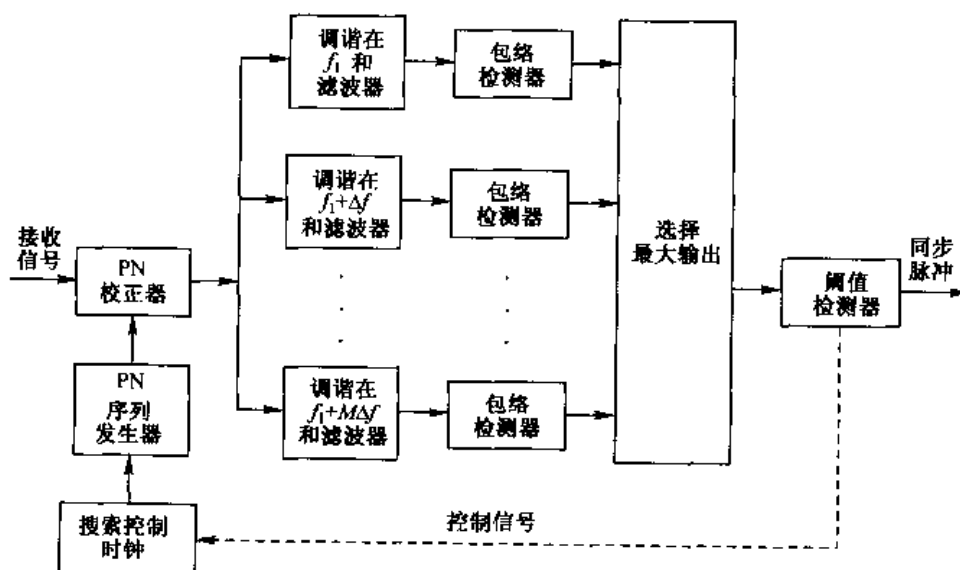 调谐在
f₁ 和
滤波器
包络
检测器
调谐在
f₁+Δf
和滤波器
包络
检测器
选择
最大输出
接收
信号
PN
校正器
同步
脉冲
阈值
检测器
PN
序列
发生器
调谐在
f₁+MΔf
和滤波器
包络
检测器
搜索控制
时钟
控制信号